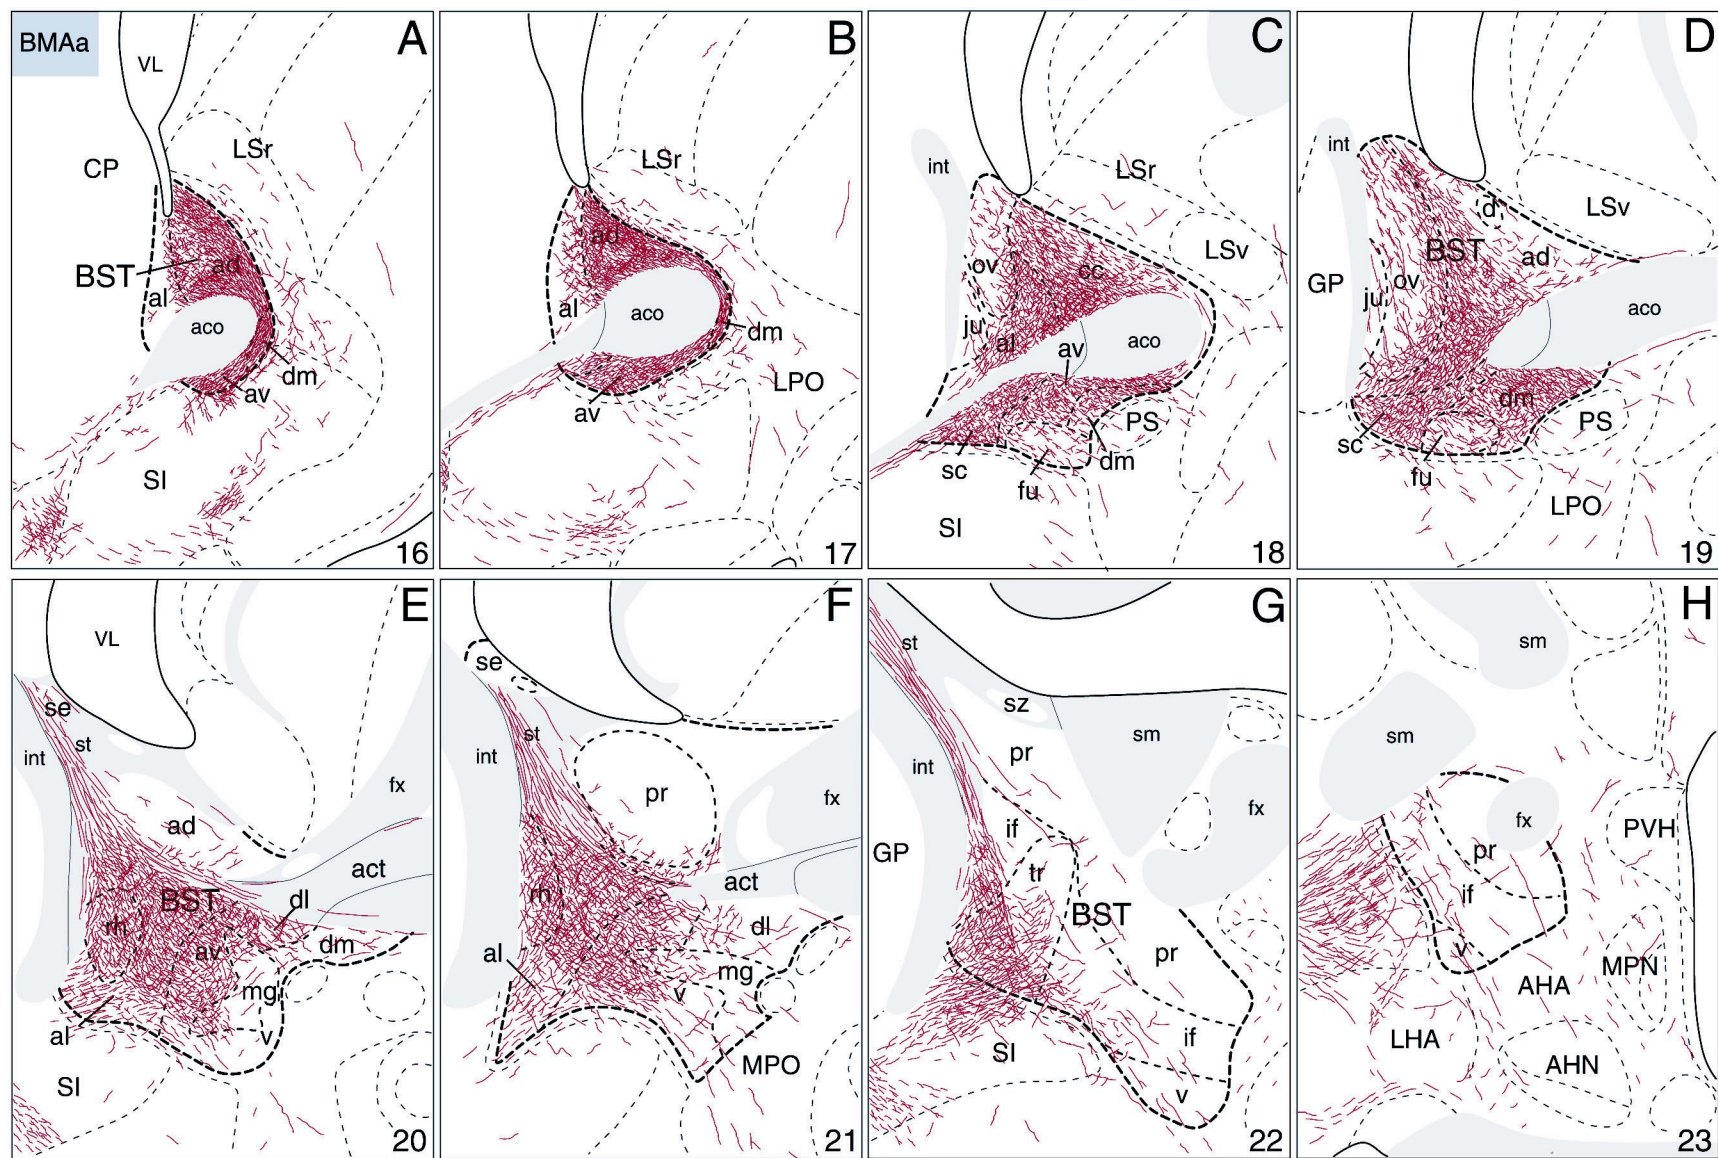 BMAa
A
VL
CP
LSr
BST
ad
al
aco
dm
av
SI
16
B
LSr
ad
al
aco
dm
LPO
av
17
C
int
LSr
LSv
ov
cc
ju
al
av
aco
PS
sc
dm
fu
SI
18
D
int
d
LSv
BST
ad
GP
ov
ju
aco
dm
sc
PS
fu
LPO
19
E
VL
se
st
int
fx
ad
act
BST
dl
rh
av
dm
mg
al
v
SI
20
F
se
st
int
pr
fx
rh
act
dl
al
mg
v
MPO
21
G
st
sz
sm
pr
int
fx
if
GP
tr
BST
pr
if
SI
v
22
H
sm
sm
fx
PVH
pr
if
v
MPN
AHA
LHA
AHN
23